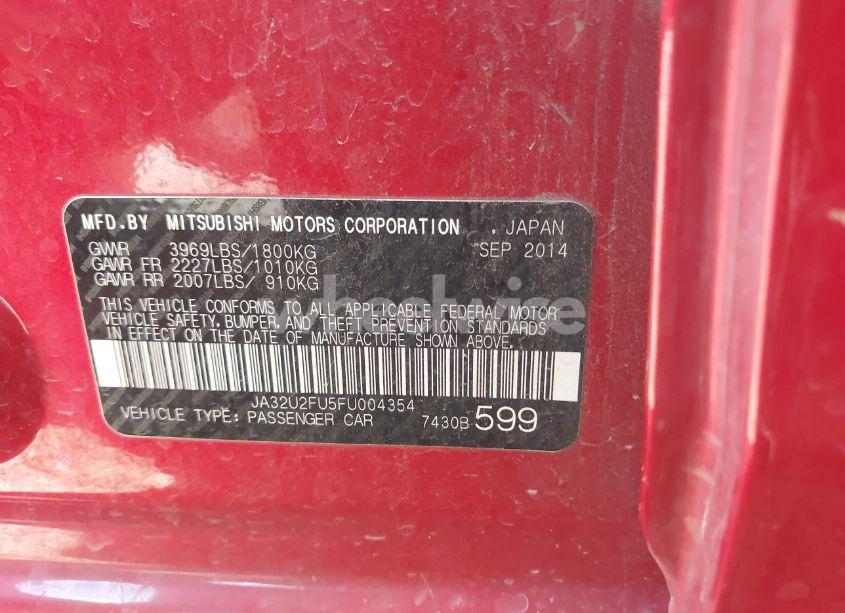 MFD.BY MITSUBISHI MOTORS CORPORATION , JAPAN
GVWR 3969LBS/1800KG SEP 2014
GAWR FR 2227LBS/1010KG
GAWR RR 2007LBS/ 910KG
THIS VEHICLE CONFORMS TO ALL APPLICABLE FEDERAL MOTOR
VEHICLE SAFETY, BUMPER, AND THEFT PREVENTION STANDARDS
IN EFFECT ON THE DATE OF MANUFACTURE SHOWN ABOVE.
JA32U2FU5FU004354
VEHICLE TYPE: PASSENGER CAR 7430B 599